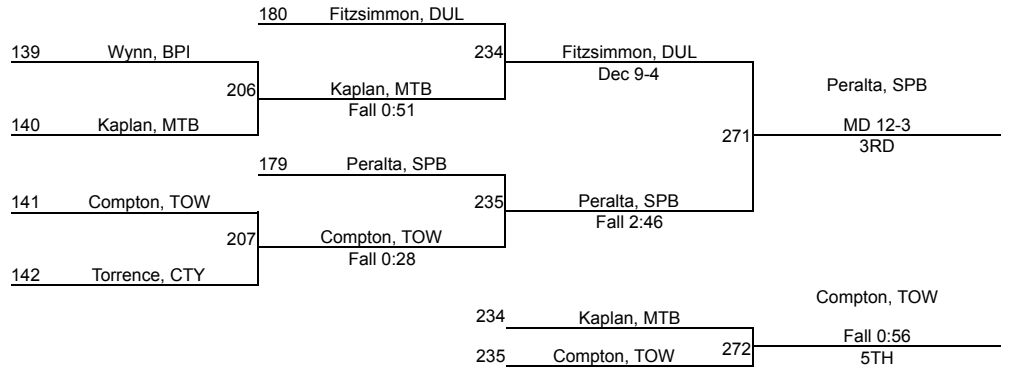 180 Fitzsimmon, DUL
139 Wynn, BPI
234 Fitzsimmon, DUL
Dec 9-4
206 Kaplan, MTB
Fall 0:51
Peralta, SPB
140 Kaplan, MTB
271 MD 12-3
3RD
179 Peralta, SPB
141 Compton, TOW
235 Peralta, SPB
Fall 2:46
207 Compton, TOW
Fall 0:28
142 Torrence, CTY
Compton, TOW
234 Kaplan, MTB
272 Fall 0:56
5TH
235 Compton, TOW